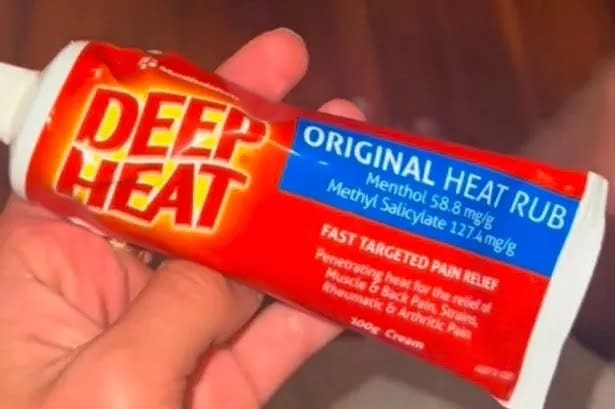 DEEP
HEAT
ORIGINAL HEAT RUB
Menthol 58.8 mg/g
Methyl Salicylate 127.4 mg/g
FAST TARGETED PAIN RELIEF
Penetrating heat for the relief of
Muscle & Back Pain, Strains,
Rheumatic & Arthritic Pain
100g Cream